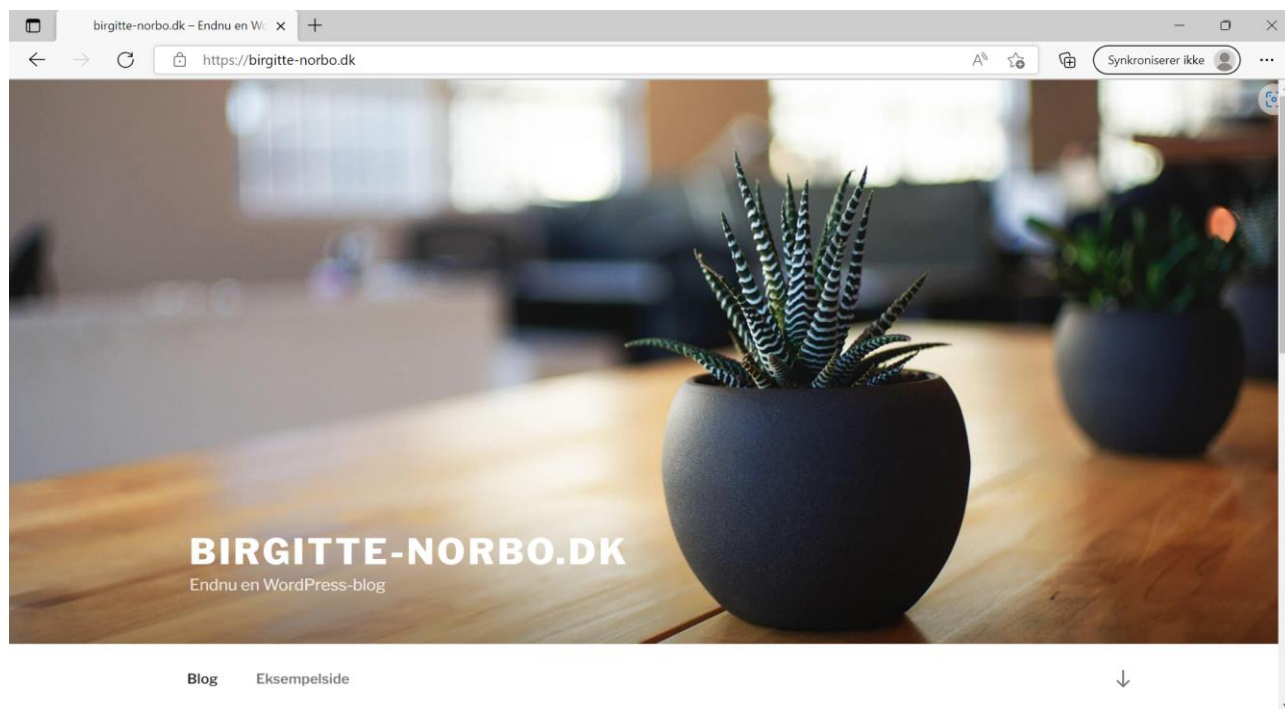 birgitte-norbo.dk – Endnu en W
https://birgitte-norbo.dk
Synkroniserer ikke
BIRGITTE-NORBO.DK
Endnu en WordPress-blog
Blog Eksempelside